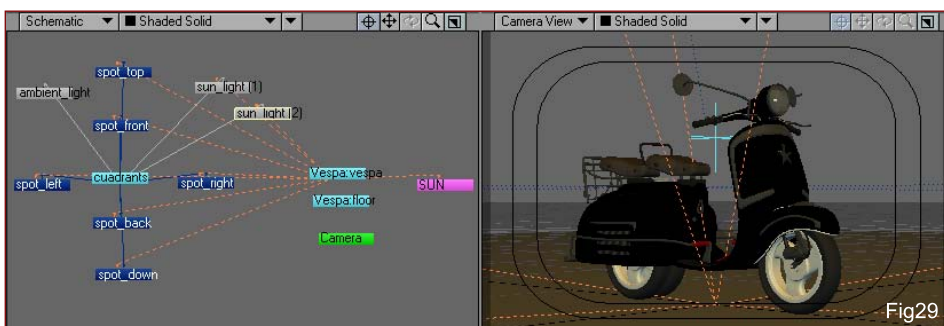 Schematic
Shaded Solid
Camera View
Shaded Solid
spot_top
ambient_light
sun_light (1)
sun_light (2)
spot_front
spot_left
cuadrants
spot_right
Vespa:vespa
SUN
Vespa:floor
spot_back
Camera
spot_down
Fig29